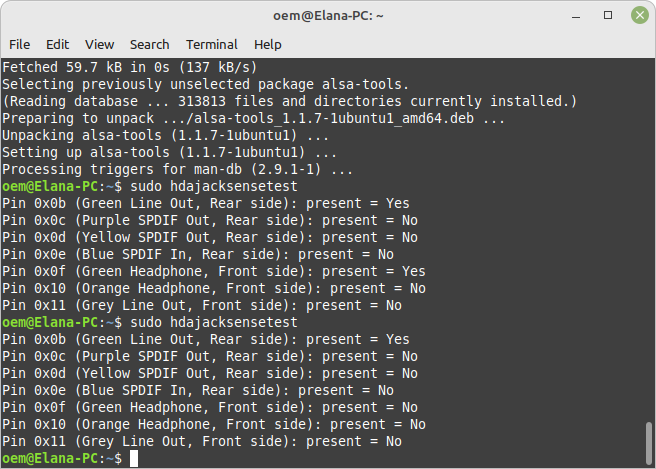 oem@Elana-PC: ~
File Edit View Search Terminal Help
Fetched 59.7 kB in 0s (137 kB/s)
Selecting previously unselected package alsa-tools.
(Reading database ... 313813 files and directories currently installed.)
Preparing to unpack .../alsa-tools_1.1.7-1ubuntu1_amd64.deb ...
Unpacking alsa-tools (1.1.7-1ubuntu1) ...
Setting up alsa-tools (1.1.7-1ubuntu1) ...
Processing triggers for man-db (2.9.1-1) ...
oem@Elana-PC:~$ sudo hdajacksensetest
Pin 0x0b (Green Line Out, Rear side): present = Yes
Pin 0x0c (Purple SPDIF Out, Rear side): present = No
Pin 0x0d (Yellow SPDIF Out, Rear side): present = No
Pin 0x0e (Blue SPDIF In, Rear side): present = No
Pin 0x0f (Green Headphone, Front side): present = Yes
Pin 0x10 (Orange Headphone, Front side): present = No
Pin 0x11 (Grey Line Out, Front side): present = No
oem@Elana-PC:~$ sudo hdajacksensetest
Pin 0x0b (Green Line Out, Rear side): present = Yes
Pin 0x0c (Purple SPDIF Out, Rear side): present = No
Pin 0x0d (Yellow SPDIF Out, Rear side): present = No
Pin 0x0e (Blue SPDIF In, Rear side): present = No
Pin 0x0f (Green Headphone, Front side): present = No
Pin 0x10 (Orange Headphone, Front side): present = No
Pin 0x11 (Grey Line Out, Front side): present = No
oem@Elana-PC:~$